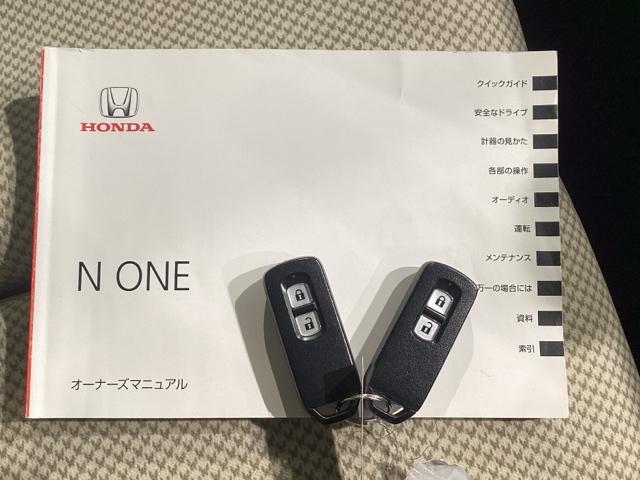 HONDA
N ONE
オーナーズマニュアル
クイックガイド
安全なドライブ
計器の見かた
各部の操作
オーディオ
運転
メンテナンス
万一の場合には
資料
索引